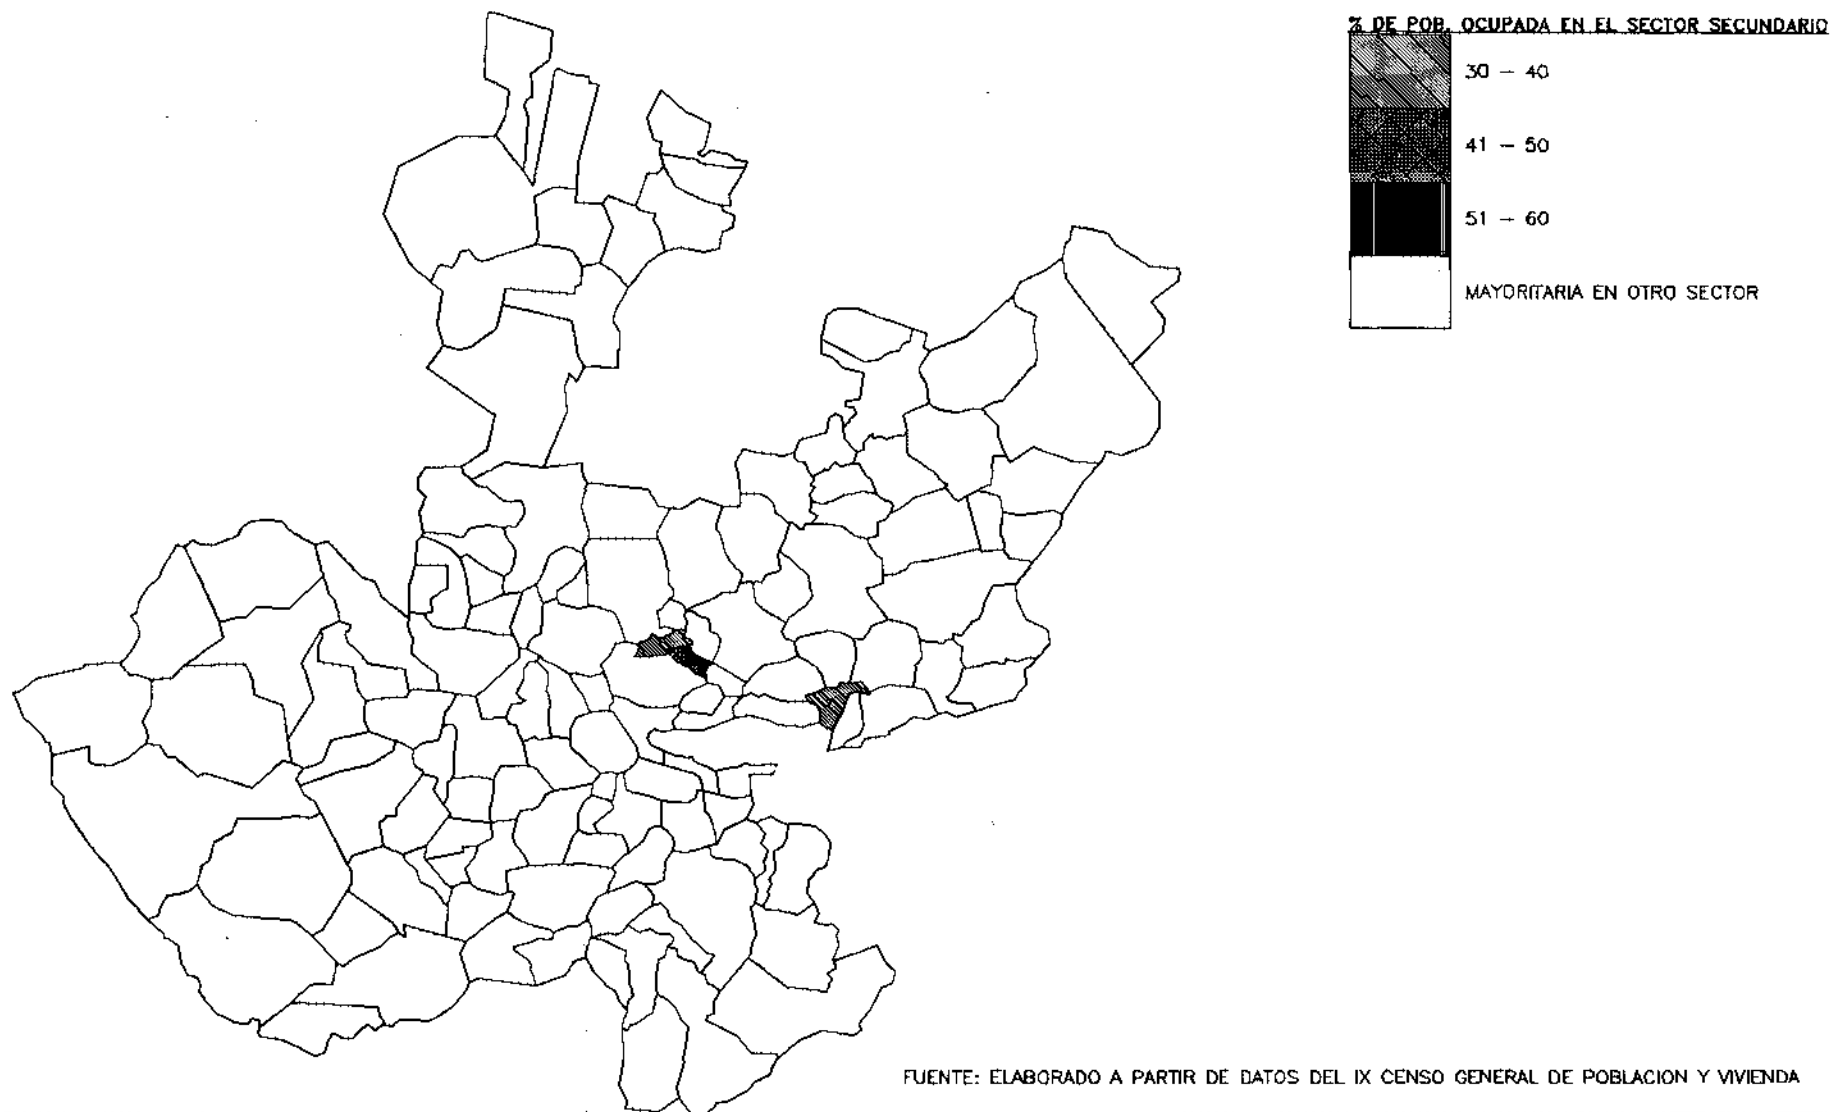 % DE POB. OCUPADA EN EL SECTOR SECUNDARIO
30 - 40
41 - 50
51 - 60
MAYORITARIA EN OTRO SECTOR
FUENTE: ELABORADO A PARTIR DE DATOS DEL IX CENSO GENERAL DE POBLACION Y VIVIENDA